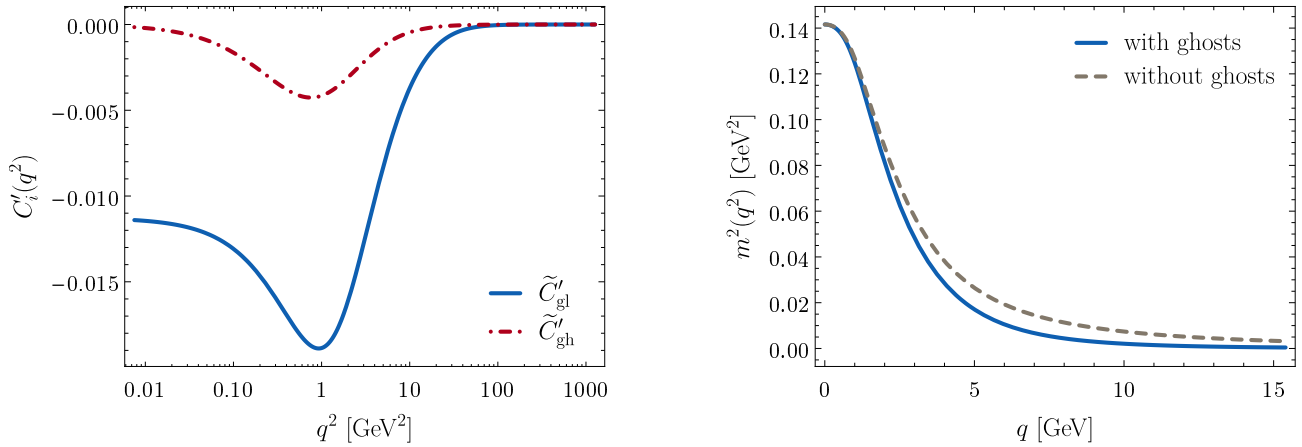 0.000
−0.005
−0.010
−0.015
C′ᵢ(q²)
0.01 0.10 1 10 100 1000
q² [GeV²]
C̃′gl
C̃′gh
0.14
0.12
0.10
0.08
0.06
0.04
0.02
0.00
m²(q²) [GeV²]
0 5 10 15
q [GeV]
with ghosts
without ghosts